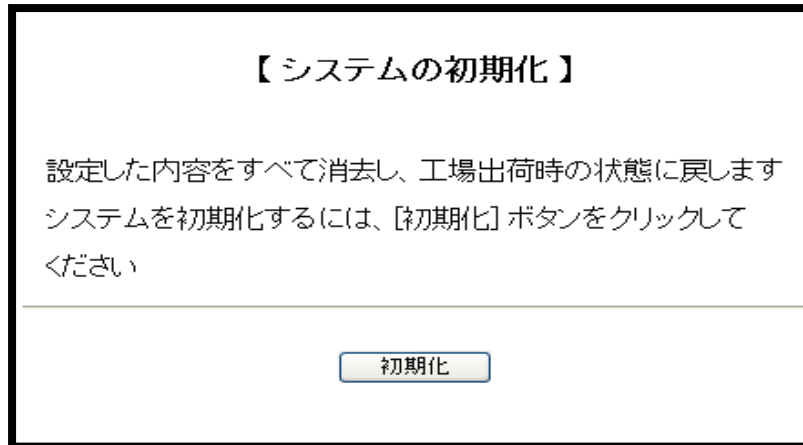 【 システムの初期化 】
設定した内容をすべて消去し、工場出荷時の状態に戻します
システムを初期化するには、[初期化] ボタンをクリックして
ください
初期化